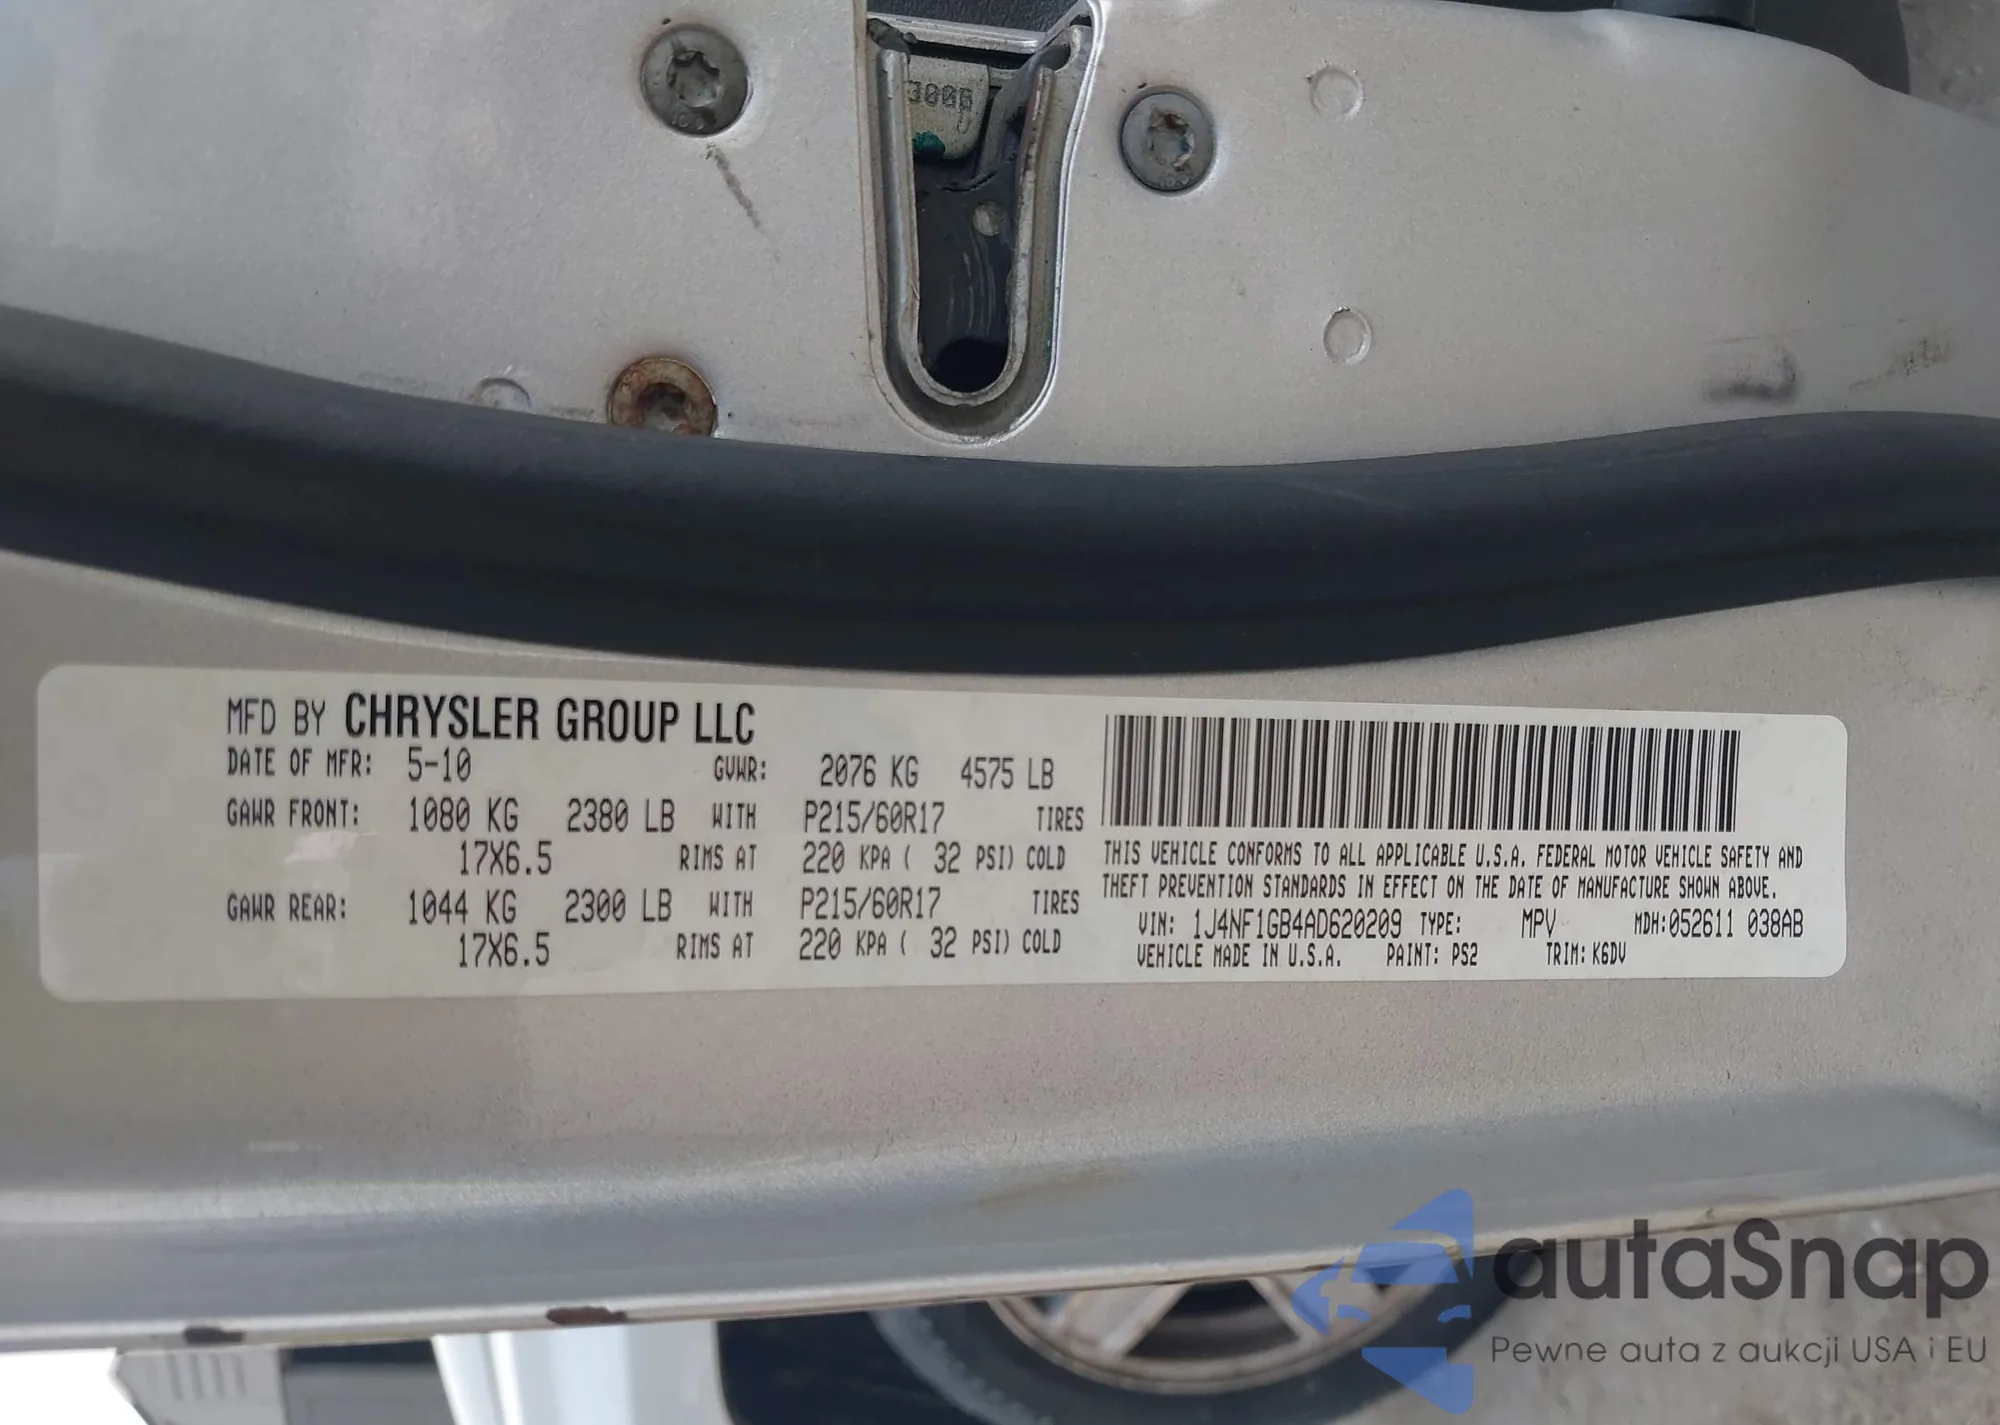 300B
MFD BY CHRYSLER GROUP LLC
DATE OF MFR: 5-10 GVWR: 2076 KG 4575 LB
GAWR FRONT: 1080 KG 2380 LB WITH P215/60R17 TIRES
17X6.5 RIMS AT 220 KPA ( 32 PSI) COLD
GAWR REAR: 1044 KG 2300 LB WITH P215/60R17 TIRES
17X6.5 RIMS AT 220 KPA ( 32 PSI) COLD
THIS VEHICLE CONFORMS TO ALL APPLICABLE U.S.A. FEDERAL MOTOR VEHICLE SAFETY AND
THEFT PREVENTION STANDARDS IN EFFECT ON THE DATE OF MANUFACTURE SHOWN ABOVE.
VIN: 1J4NF1GB4AD620209 TYPE: MPV MDH:052611 038AB
VEHICLE MADE IN U.S.A. PAINT: PS2 TRIM: K6DV
autaSnap
Pewne auta z aukcji USA i EU